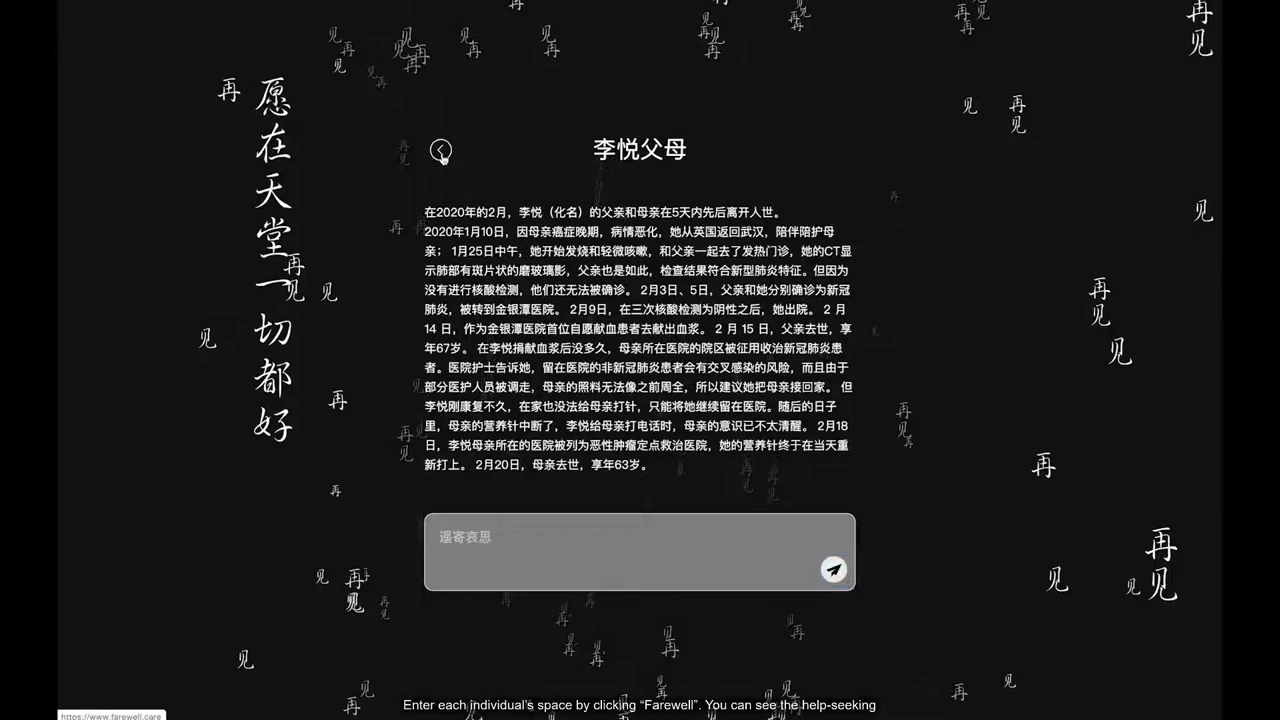 愿在天堂一切都好
李悦父母
在2020年的2月，李悦（化名）的父亲和母亲在5天内先后离开人世。
2020年1月10日，因母亲癌症晚期，病情恶化，她从英国返回武汉，陪伴陪护母
亲； 1月25日中午，她开始发烧和轻微咳嗽，和父亲一起去了发热门诊，她的CT显
示肺部有斑片状的磨玻璃影，父亲也是如此，检查结果符合新型肺炎特征。但因为
没有进行核酸检测，他们还无法被确诊。 2月3日、5日，父亲和她分别确诊为新冠
肺炎，被转到金银潭医院。 2月9日，在三次核酸检测为阴性之后，她出院。 2 月
14 日，作为金银潭医院首位自愿献血患者去献出血浆。 2 月 15 日，父亲去世，享
年67岁。 在李悦捐献血浆后没多久，母亲所在医院的院区被征用收治新冠肺炎患
者。医院护士告诉她，留在医院的非新冠肺炎患者会有交叉感染的风险，而且由于
部分医护人员被调走，母亲的照料无法像之前周全，所以建议她把母亲接回家。 但
李悦刚康复不久，在家也没法给母亲打针，只能将她继续留在医院。随后的日子
里，母亲的营养针中断了，李悦给母亲打电话时，母亲的意识已不太清醒。 2月18
日，李悦母亲所在的医院被列为恶性肿瘤定点救治医院，她的营养针终于在当天重
新打上。 2月20日，母亲去世，享年63岁。
遥寄哀思
再见
再见
再见
再见
再见
Enter each individual's space by clicking “Farewell”. You can see the help-seeking
https://www.farewell.care